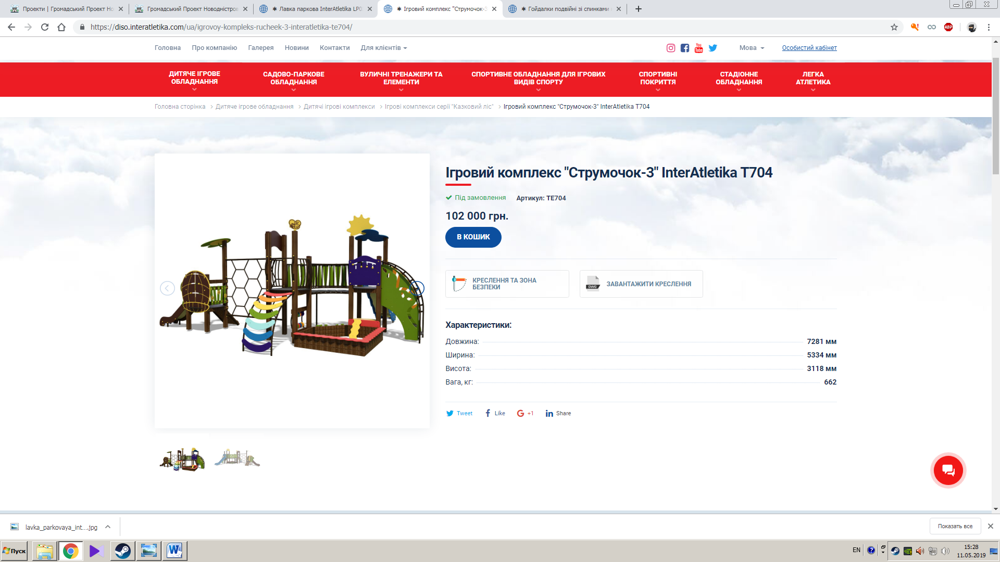 Проекти | Громадський Проект Но
Громадський Проект Новодністров
✱ Лавка паркова InterAtletika LP0
✱ Ігровий комплекс "Струмочок-3
✱ Гойдалки подвійні зі спинками
https://diso.interatletika.com/ua/igrovoy-kompleks-rucheek-3-interatletika-te704/
ABP
Головна
Про компанію
Галерея
Новини
Контакти
Для клієнтів
You Tube
Мова
Особистий кабінет
ДИТЯЧЕ ІГРОВЕ
ОБЛАДНАННЯ
САДОВО-ПАРКОВЕ
ОБЛАДНАННЯ
ВУЛИЧНІ ТРЕНАЖЕРИ ТА
ЕЛЕМЕНТИ
СПОРТИВНЕ ОБЛАДНАННЯ ДЛЯ ІГРОВИХ
ВИДІВ СПОРТУ
СПОРТИВНІ
ПОКРИТТЯ
СТАДІОННЕ
ОБЛАДНАННЯ
ЛЕГКА
АТЛЕТИКА
Головна сторінка > Дитяче ігрове обладнання > Дитячі ігрові комплекси > Ігрові комплекси серії "Казковий ліс" > Ігровий комплекс "Струмочок-3" InterAtletika T704
Ігровий комплекс "Струмочок-3" InterAtletika T704
Під замовлення
Артикул: TE704
102 000 грн.
В КОШИК
КРЕСЛЕННЯ ТА ЗОНА
БЕЗПЕКИ
DWG
ЗАВАНТАЖИТИ КРЕСЛЕННЯ
Характеристики:
Довжина: 7281 мм
Ширина: 5334 мм
Висота: 3118 мм
Вага, кг: 662
Tweet
Like
+1
Share
lavka_parkovaya_int....jpg
Показать все
Пуск
EN
15:28
11.05.2019